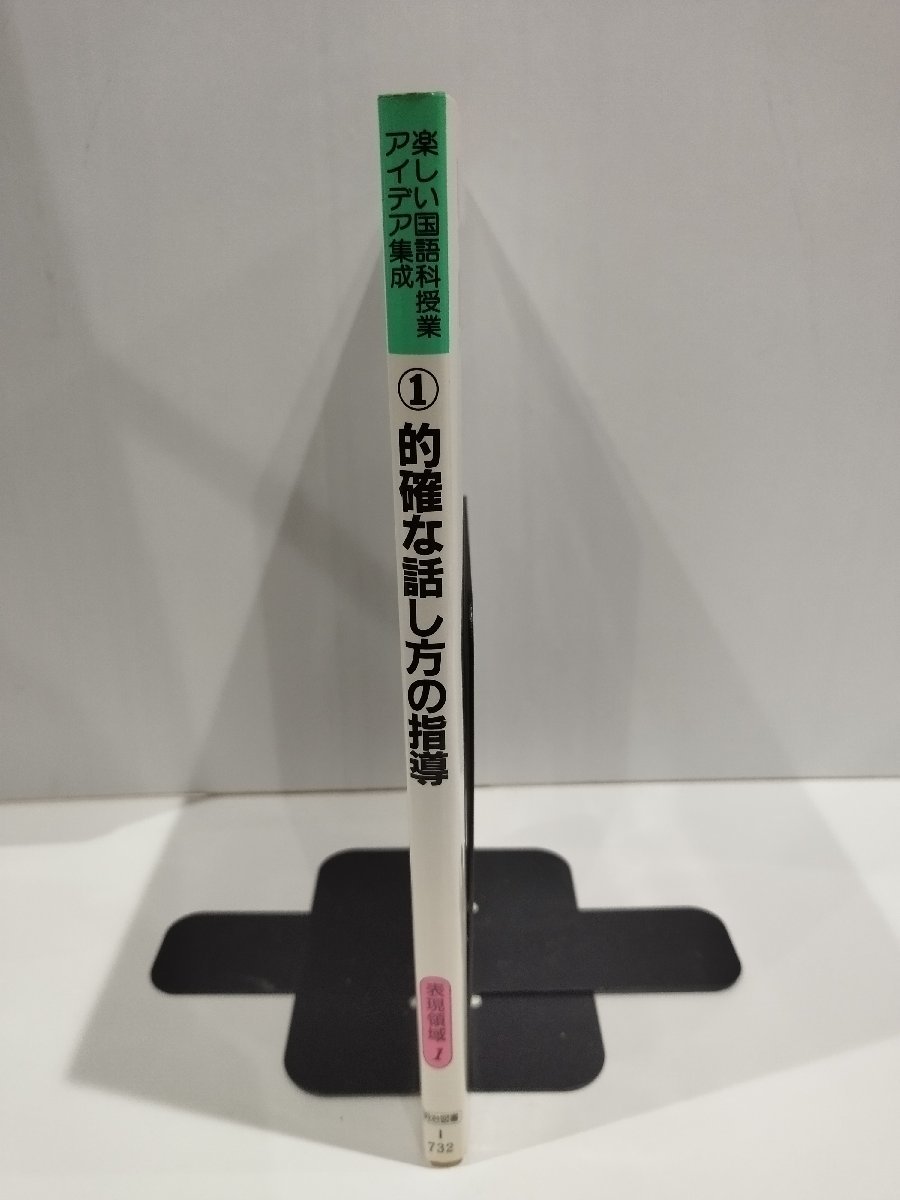 楽しい国語科授業
アイデア集成
① 的確な話し方の指導
表現領域 1
明治図書
I
732